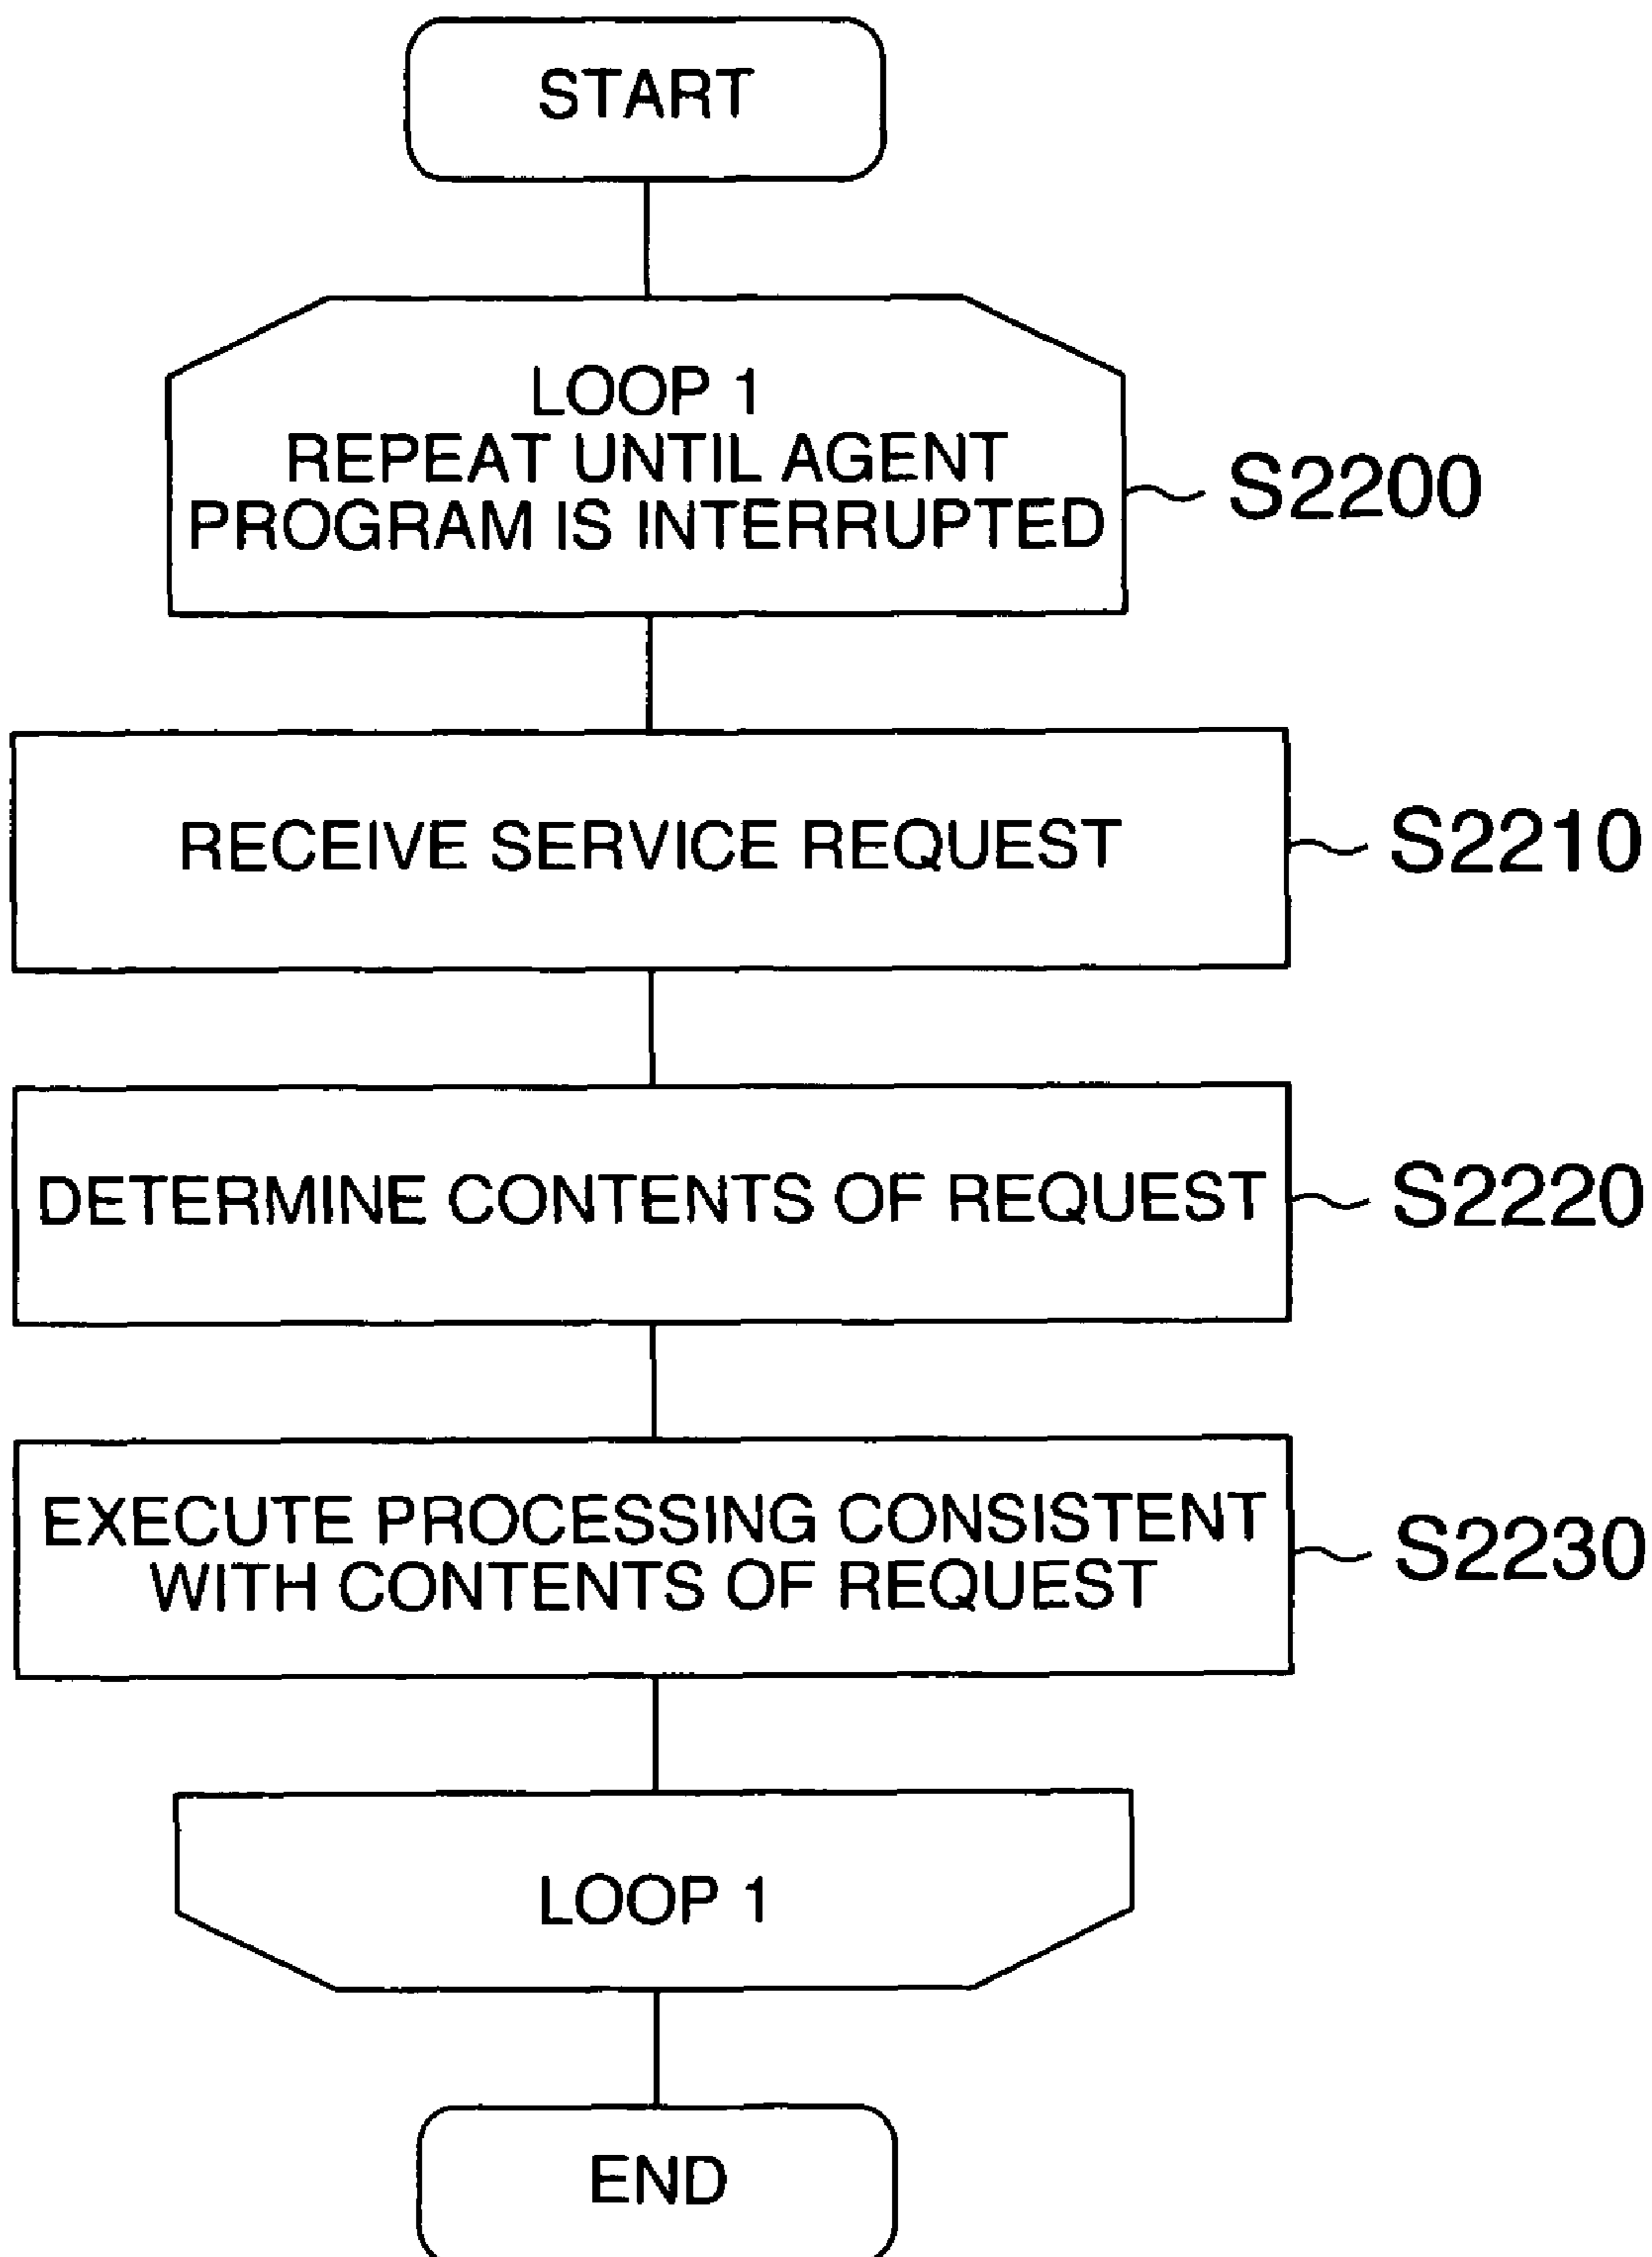 START
LOOP 1
REPEAT UNTIL AGENT
PROGRAM IS INTERRUPTED
S2200
RECEIVE SERVICE REQUEST
S2210
DETERMINE CONTENTS OF REQUEST
S2220
EXECUTE PROCESSING CONSISTENT
WITH CONTENTS OF REQUEST
S2230
LOOP 1
END